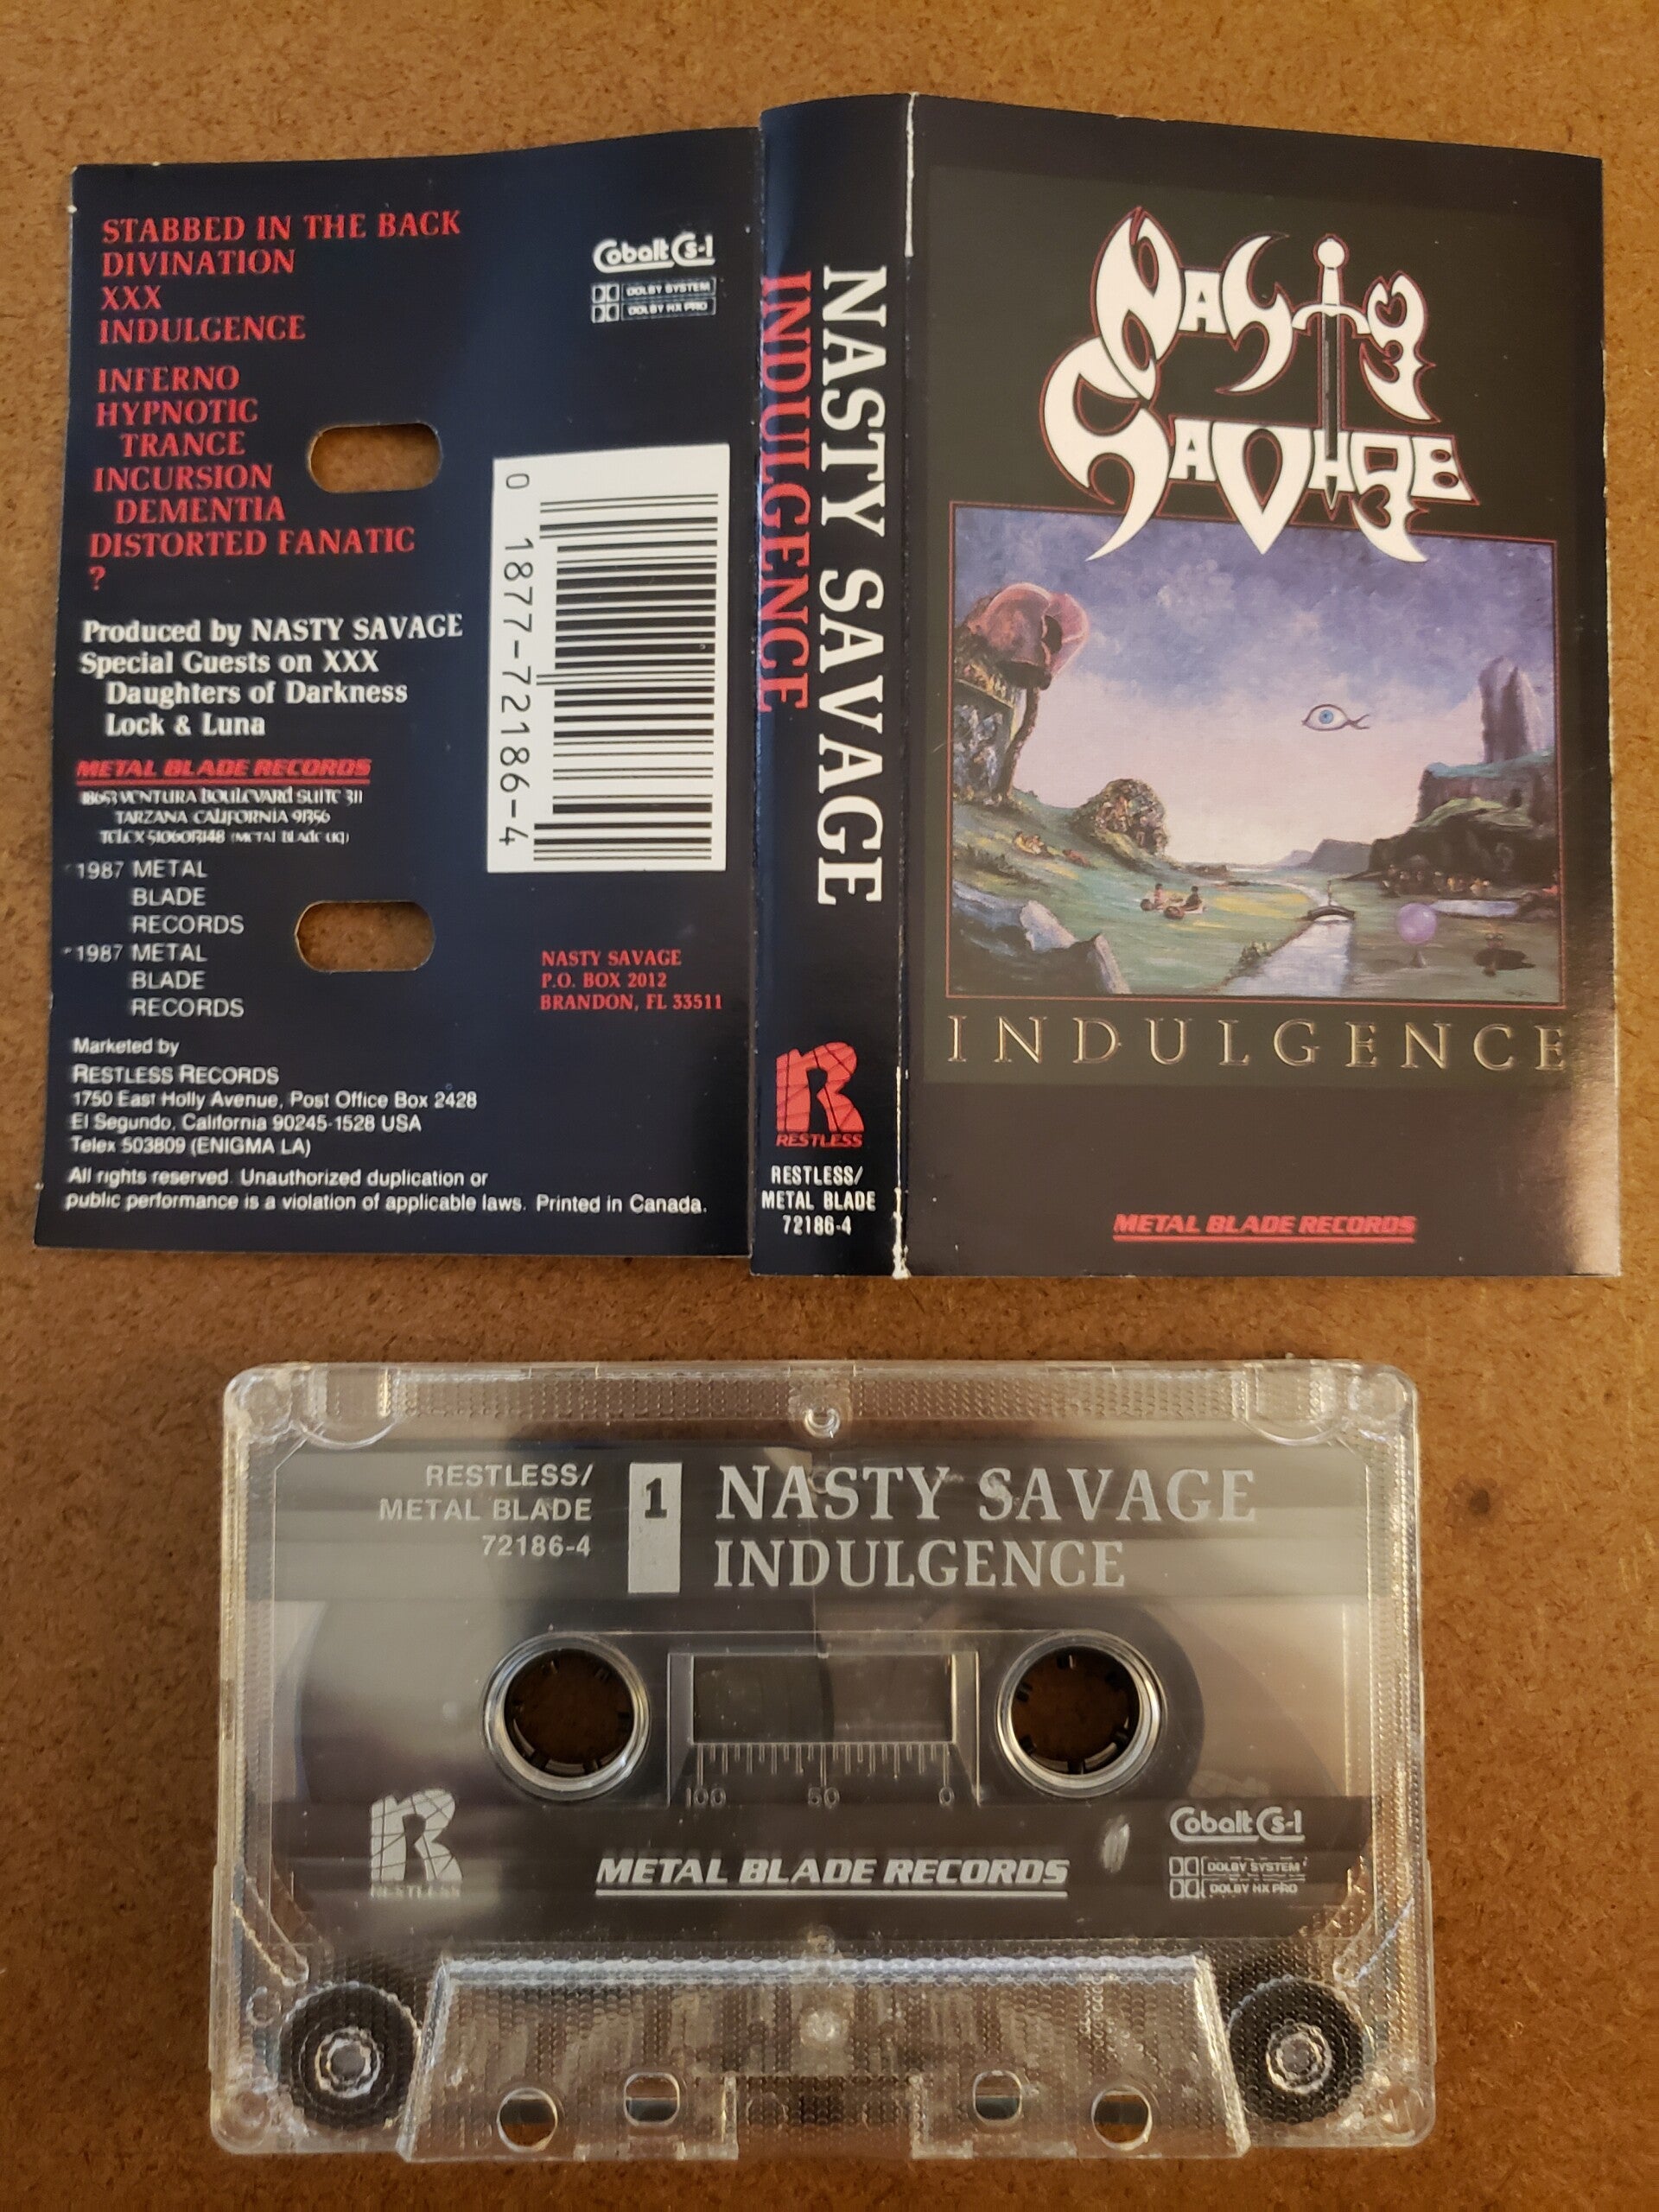 STABBED IN THE BACK
DIVINATION
XXX
INDULGENCE
INFERNO
HYPNOTIC
TRANCE
INCURSION
DEMENTIA
DISTORTED FANATIC
?
Produced by NASTY SAVAGE
Special Guests on XXX
Daughters of Darkness
Lock & Luna
METAL BLADE RECORDS
18653 VENTURA BOULEVARD SUITE 311
TARZANA CALIFORNIA 91356
TELEX 5106013148 (METAL BLADE UQ)
1987 METAL
BLADE
RECORDS
1987 METAL
BLADE
RECORDS
Marketed by
RESTLESS RECORDS
1750 East Holly Avenue, Post Office Box 2428
El Segundo, California 90245-1528 USA
Telex 503809 (ENIGMA LA)
All rights reserved. Unauthorized duplication or
public performance is a violation of applicable laws. Printed in Canada.
Cobalt Cs-1
DOLBY SYSTEM
DOLBY HX PRO
0 1877-72186-4
NASTY SAVAGE
P.O. BOX 2012
BRANDON, FL 33511
NASTY SAVAGE
INDULGENCE
R
RESTLESS
RESTLESS/
METAL BLADE
72186-4
NASTY
SAVAGE
INDULGENCE
METAL BLADE RECORDS
RESTLESS/
METAL BLADE
72186-4
1
NASTY SAVAGE
INDULGENCE
100 50 0
R
RESTLESS
METAL BLADE RECORDS
Cobalt Cs-1
DOLBY SYSTEM
DOLBY HX PRO